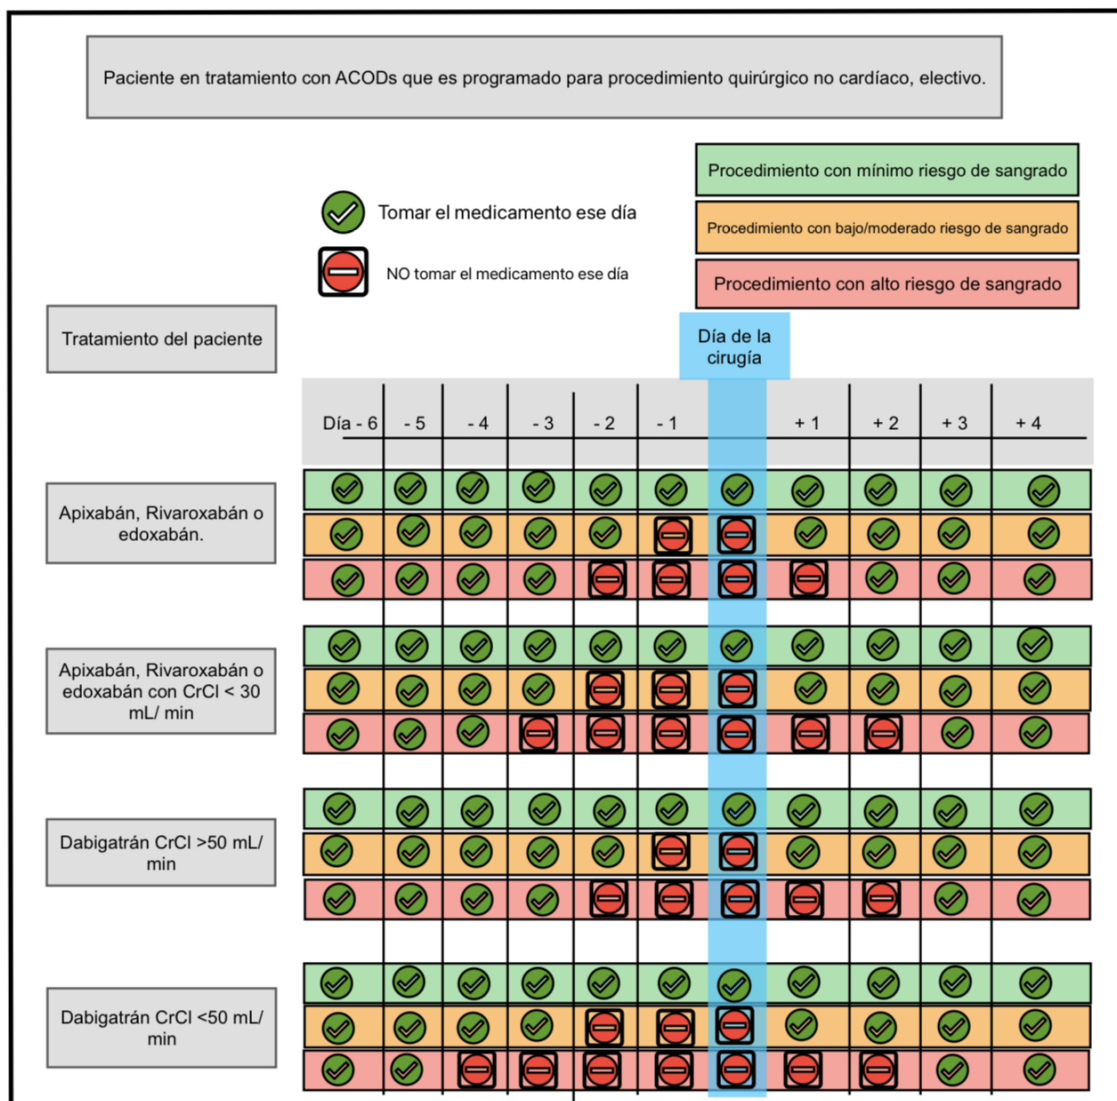 Paciente en tratamiento con ACODs que es programado para procedimiento quirúrgico no cardíaco, electivo.
Procedimiento con mínimo riesgo de sangrado
Tomar el medicamento ese día
Procedimiento con bajo/moderado riesgo de sangrado
NO tomar el medicamento ese día
Procedimiento con alto riesgo de sangrado
Tratamiento del paciente
Día de la
cirugía
Día - 6 - 5 - 4 - 3 - 2 - 1 + 1 + 2 + 3 + 4
Apixabán, Rivaroxabán o
edoxabán.
Apixabán, Rivaroxabán o
edoxabán con CrCl < 30
mL/ min
Dabigatrán CrCl >50 mL/
min
Dabigatrán CrCl <50 mL/
min